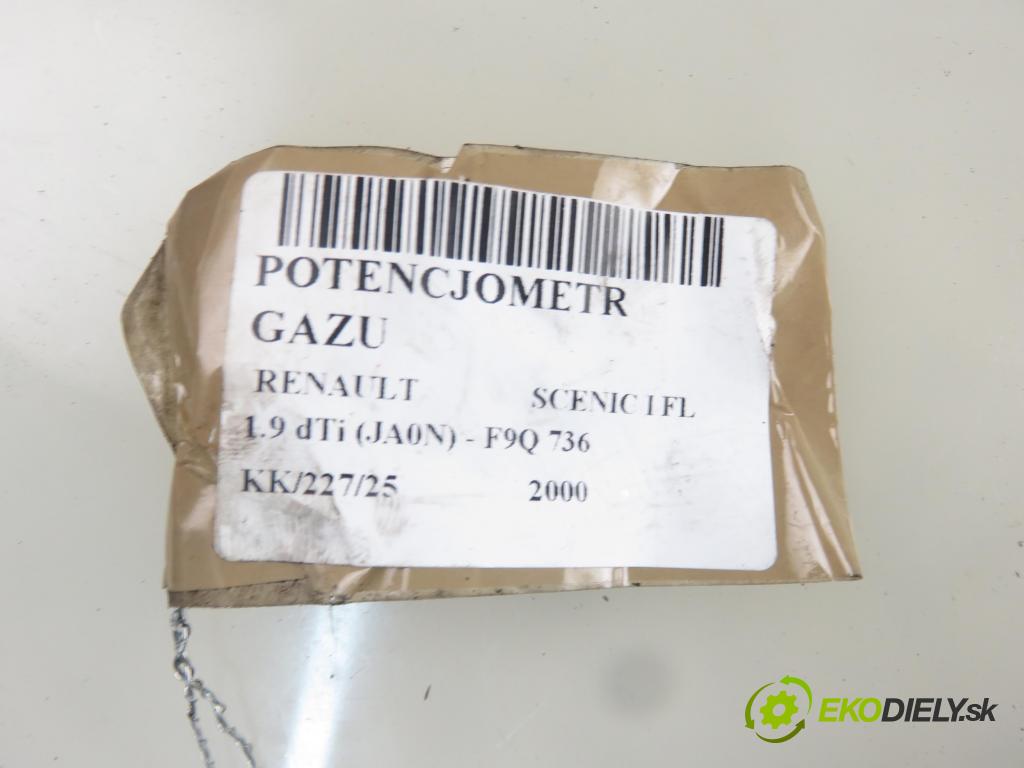 POTENCJOMETR
GAZU
RENAULT SCENIC I FL
1.9 dTi (JA0N) - F9Q 736
KK/227/25 2000
EKODIELY.sk